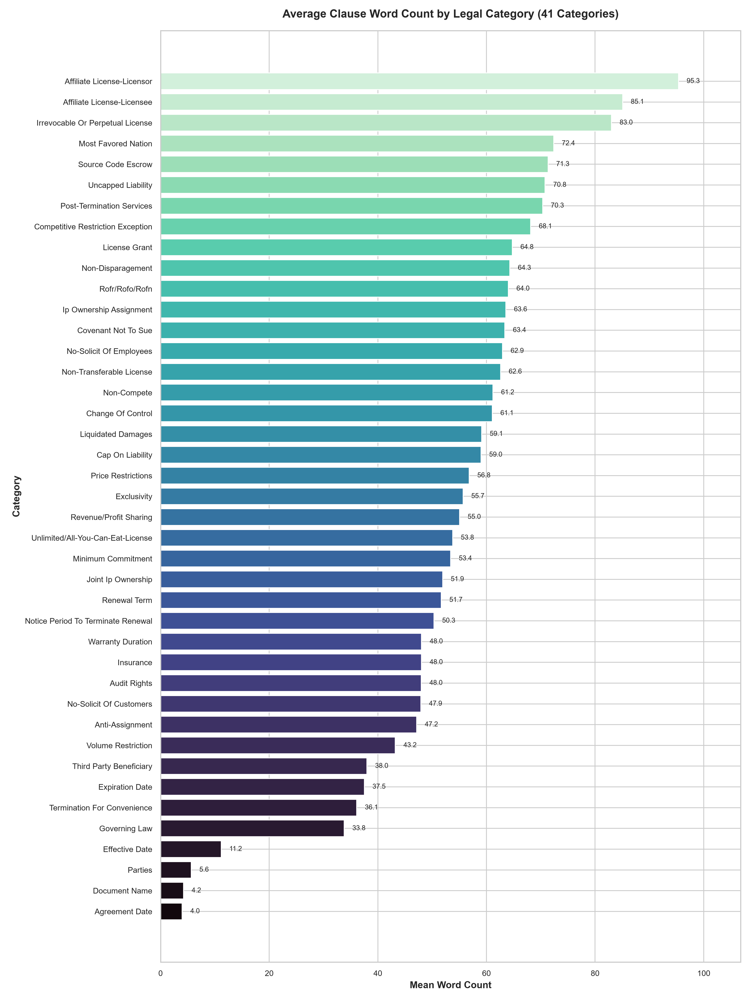 Average Clause Word Count by Legal Category (41 Categories)
Affiliate License-Licensor 95.3
Affiliate License-Licensee 85.1
Irrevocable Or Perpetual License 83.0
Most Favored Nation 72.4
Source Code Escrow 71.3
Uncapped Liability 70.8
Post-Termination Services 70.3
Competitive Restriction Exception 68.1
License Grant 64.8
Non-Disparagement 64.3
Rofr/Rofo/Rofn 64.0
Ip Ownership Assignment 63.6
Covenant Not To Sue 63.4
No-Solicit Of Employees 62.9
Non-Transferable License 62.6
Non-Compete 61.2
Change Of Control 61.1
Liquidated Damages 59.1
Cap On Liability 59.0
Price Restrictions 56.8
Exclusivity 55.7
Revenue/Profit Sharing 55.0
Unlimited/All-You-Can-Eat-License 53.8
Minimum Commitment 53.4
Joint Ip Ownership 51.9
Renewal Term 51.7
Notice Period To Terminate Renewal 50.3
Warranty Duration 48.0
Insurance 48.0
Audit Rights 48.0
No-Solicit Of Customers 47.9
Anti-Assignment 47.2
Volume Restriction 43.2
Third Party Beneficiary 38.0
Expiration Date 37.5
Termination For Convenience 36.1
Governing Law 33.8
Effective Date 11.2
Parties 5.6
Document Name 4.2
Agreement Date 4.0
Category
0 20 40 60 80 100
Mean Word Count